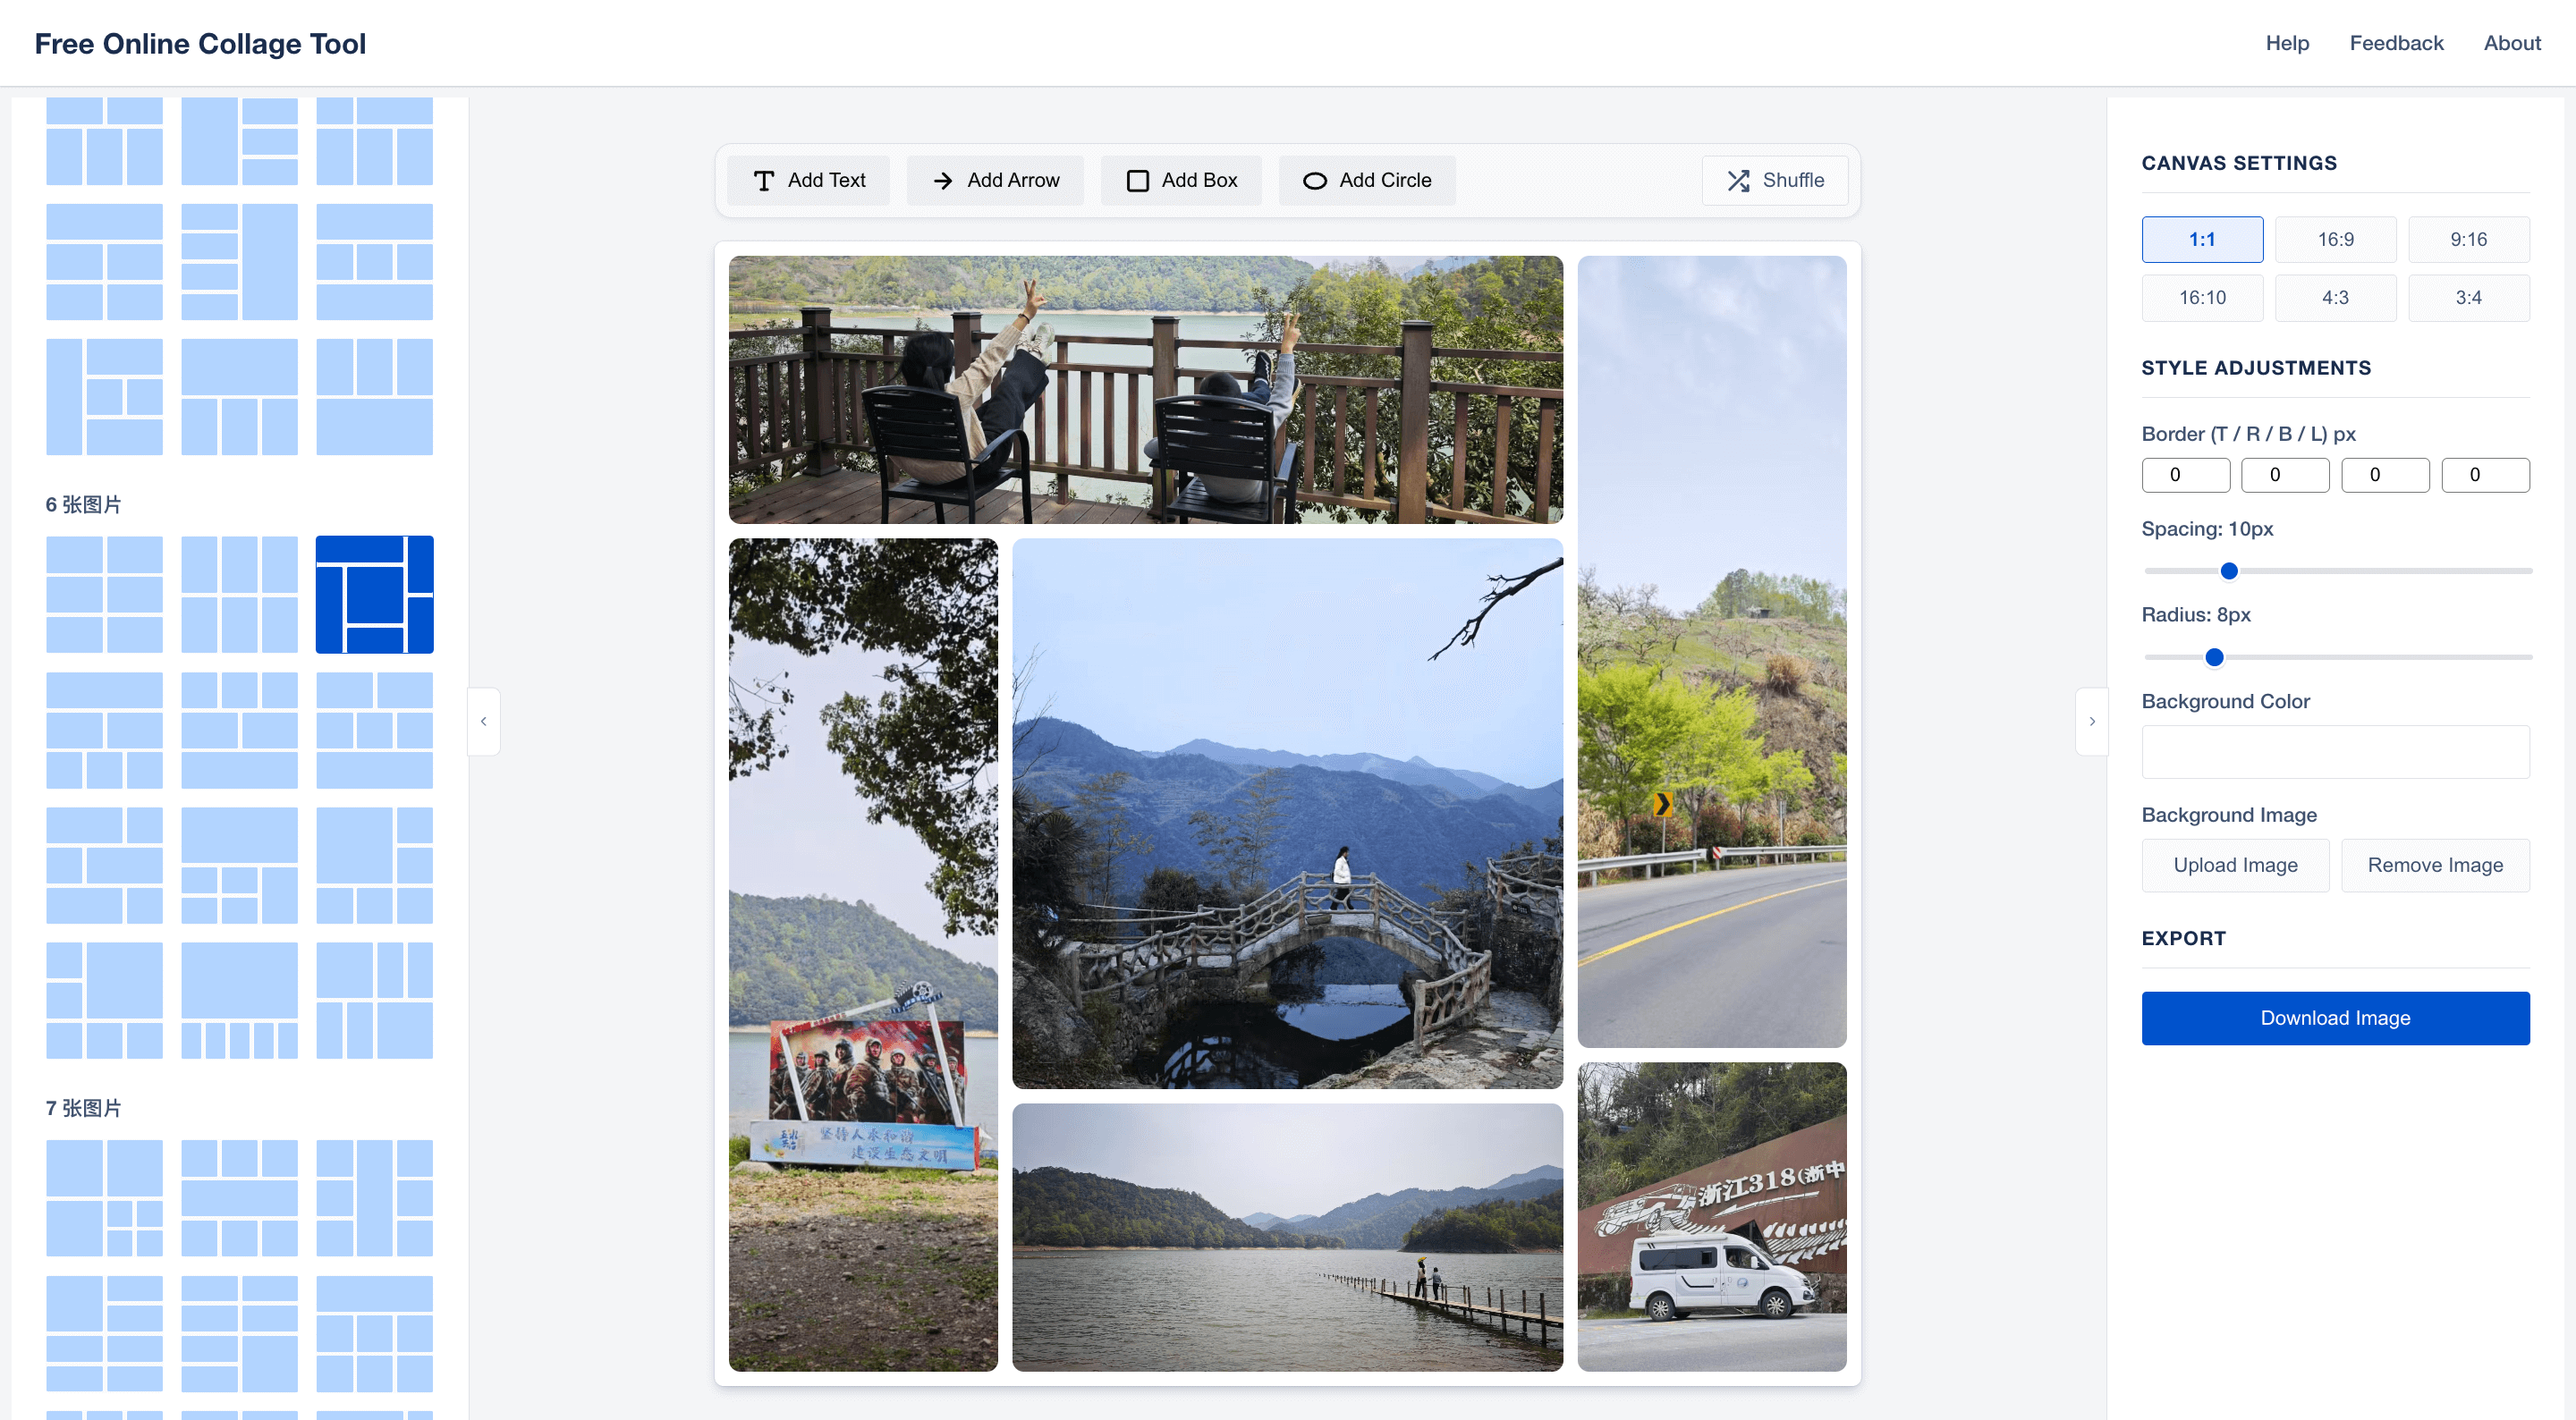 Free Online Collage Tool
Help
Feedback
About
6 张图片
7 张图片
Add Text
Add Arrow
Add Box
Add Circle
Shuffle
坚持人水和谐
建设生态文明
浙江318(浙中
CANVAS SETTINGS
1:1
16:9
9:16
16:10
4:3
3:4
STYLE ADJUSTMENTS
Border (T / R / B / L) px
0
0
0
0
Spacing: 10px
Radius: 8px
Background Color
Background Image
Upload Image
Remove Image
EXPORT
Download Image